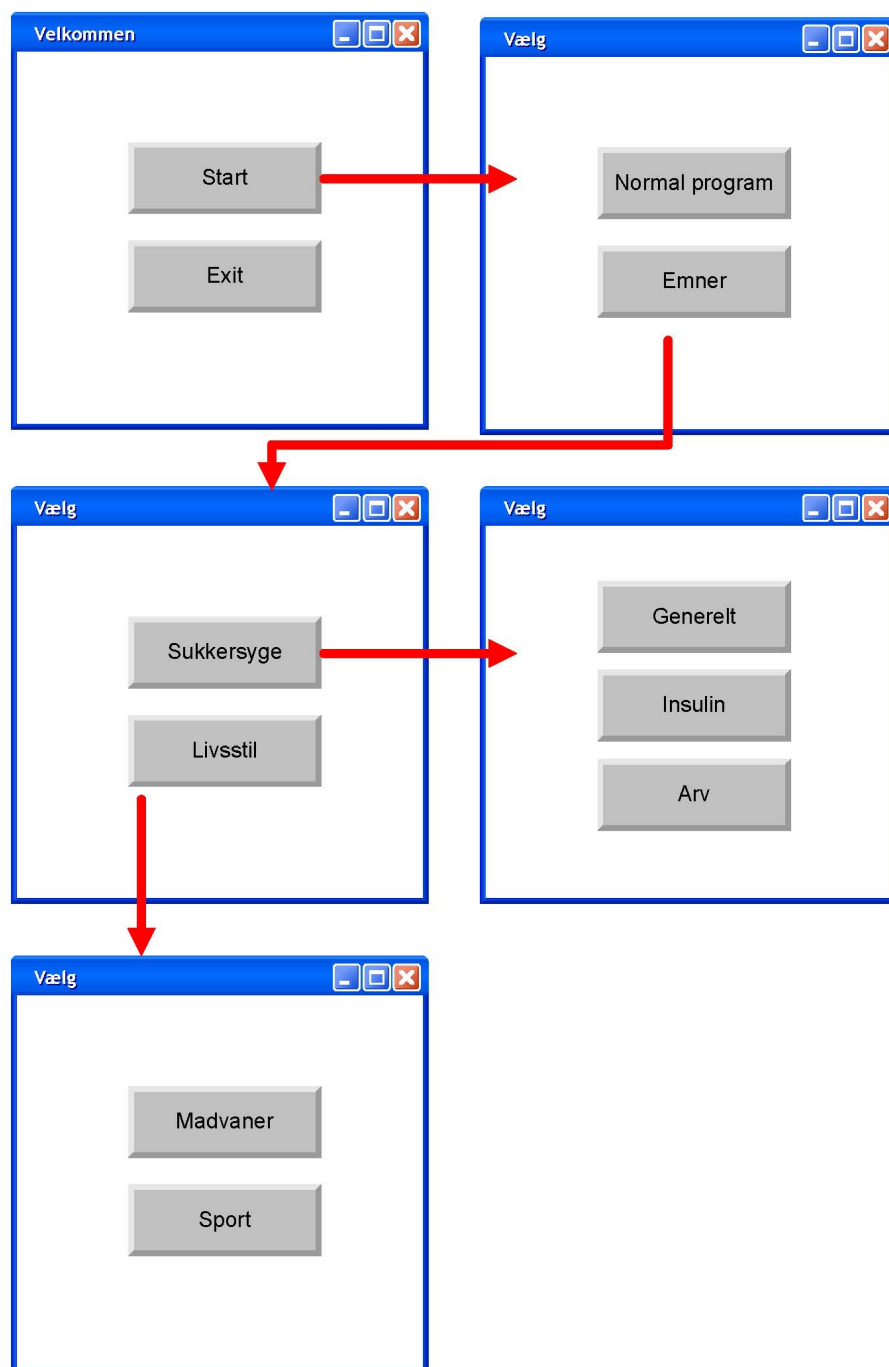 Velkommen
Start
Exit
Vælg
Normal program
Emner
Vælg
Sukkersyge
Livsstil
Vælg
Generelt
Insulin
Arv
Vælg
Madvaner
Sport